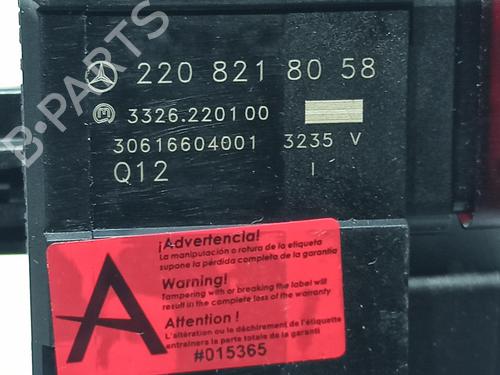 B-PARTS
220 821 80 58
3326.220100
30616604001 3235 V
Q12 I
A
¡Advertencia!
La manipulación o rotura de la etiqueta
supone la pérdida completa de la garantía
Warning!
Tampering with or breaking the label will
result in the complete loss of the warranty
Attention !
L'altération ou le déchirement de l'étiquette
entraînera la perte totale de la garanti
#015365